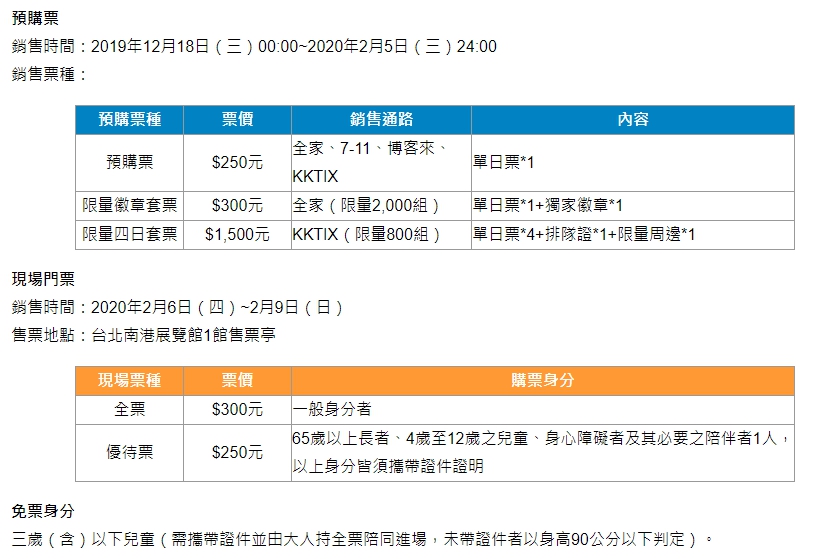 預購票
銷售時間：2019年12月18日（三）00:00~2020年2月5日（三）24:00
銷售票種：
預購票種 票價 銷售通路 內容
預購票 $250元 全家、7-11、博客來、
KKTIX 單日票*1
限量徽章套票 $300元 全家（限量2,000組） 單日票*1+獨家徽章*1
限量四日套票 $1,500元 KKTIX（限量800組） 單日票*4+排隊證*1+限量周邊*1
現場門票
銷售時間：2020年2月6日（四）~2月9日（日）
售票地點：台北南港展覽館1館售票亭
現場票種 票價 購票身分
全票 $300元 一般身分者
優待票 $250元 65歲以上長者、4歲至12歲之兒童、身心障礙者及其必要之陪伴者1人，
以上身分皆須攜帶證件證明
免票身分
三歲（含）以下兒童（需攜帶證件並由大人持全票陪同進場，未帶證件者以身高90公分以下判定）。